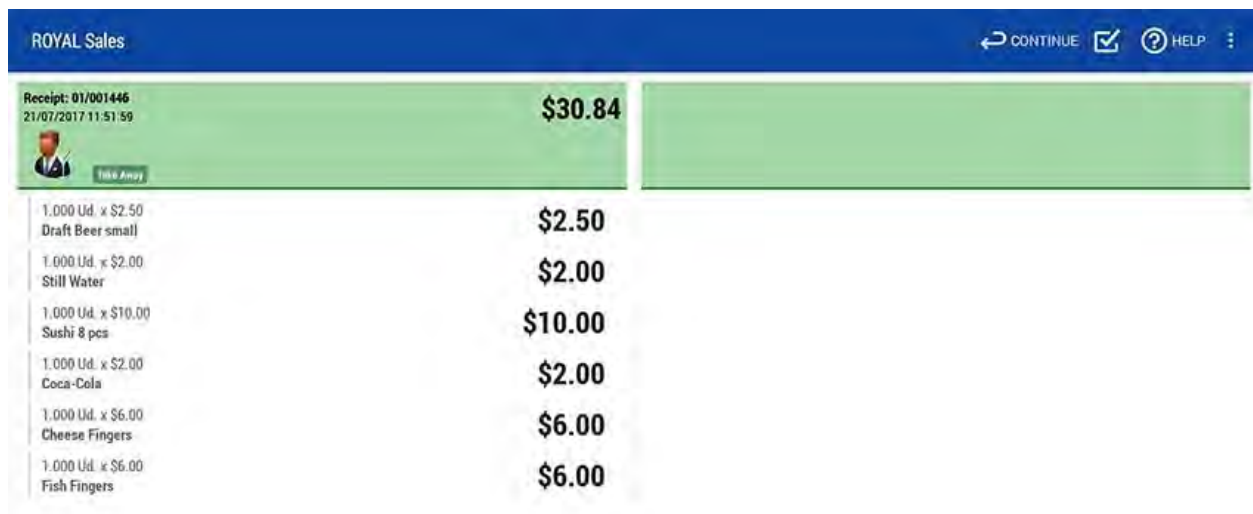 ROYAL Sales
CONTINUE
HELP
Receipt: 01/001446
21/07/2017 11:51:59
$30.84
Take Away
1.000 Ud. x $2.50
Draft Beer small
$2.50
1.000 Ud. x $2.00
Still Water
$2.00
1.000 Ud. x $10.00
Sushi 8 pcs
$10.00
1.000 Ud. x $2.00
Coca-Cola
$2.00
1.000 Ud. x $6.00
Cheese Fingers
$6.00
1.000 Ud. x $6.00
Fish Fingers
$6.00